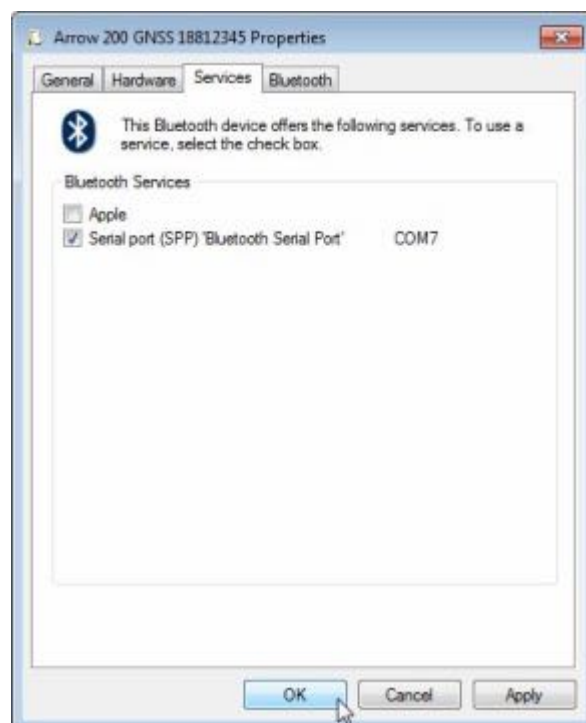 Arrow 200 GNSS 18812345 Properties
General Hardware Services Bluetooth
This Bluetooth device offers the following services. To use a
service, select the check box.
Bluetooth Services
Apple
Serial port (SPP) 'Bluetooth Serial Port' COM7
OK Cancel Apply